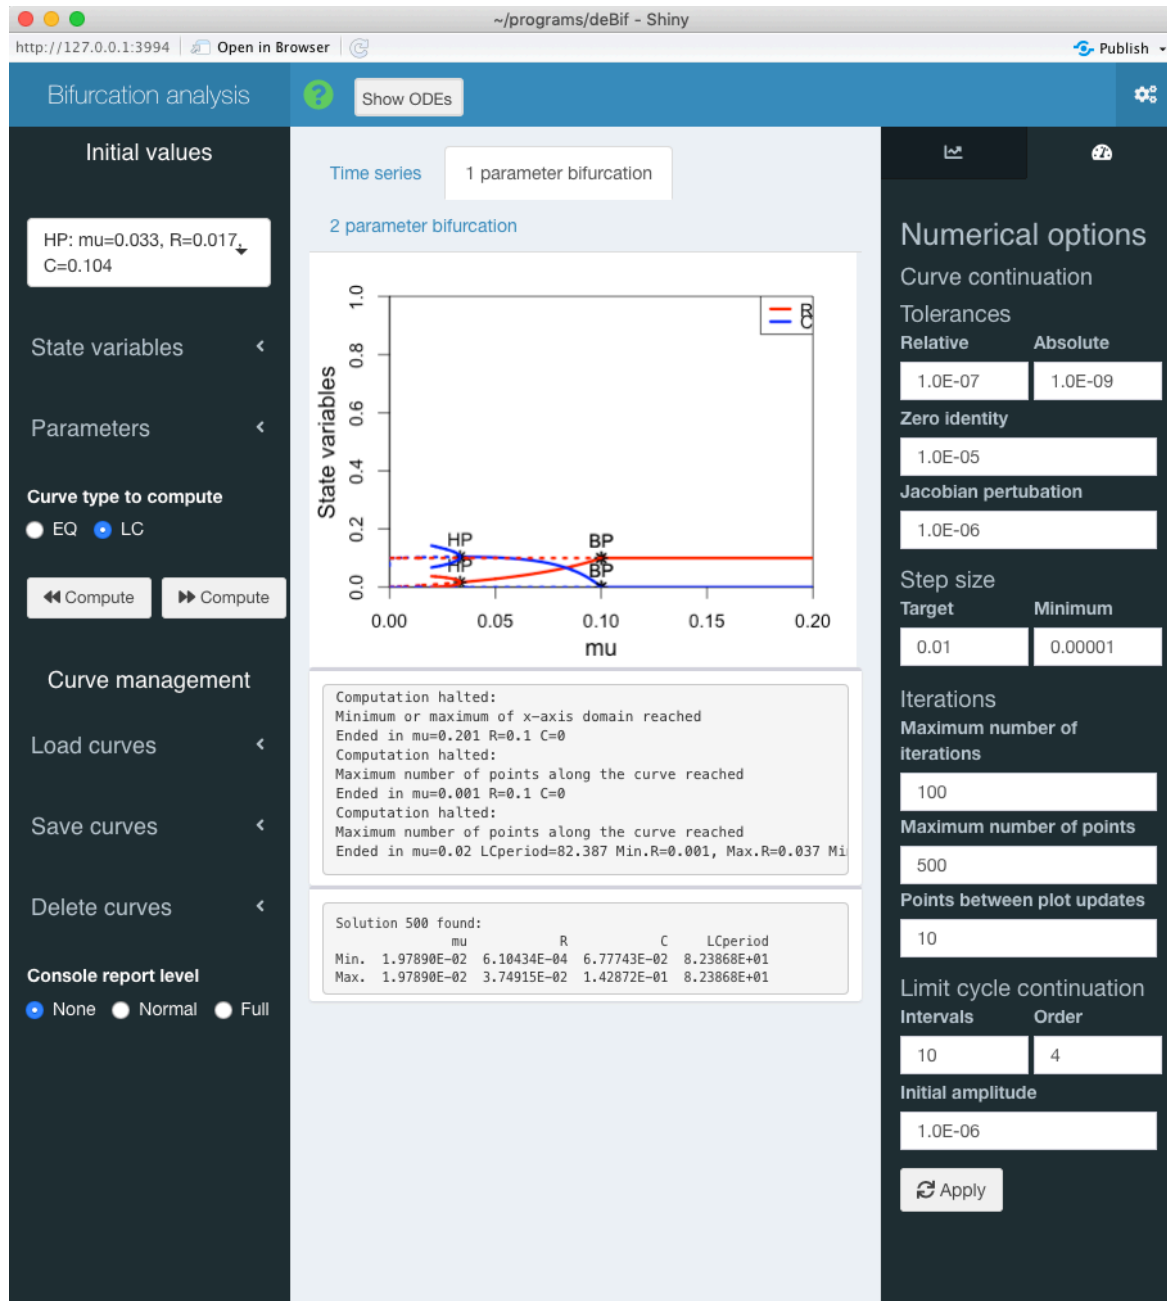 ~/programs/deBif - Shiny
http://127.0.0.1:3994 Open in Browser Publish
Bifurcation analysis
Show ODEs
Initial values
HP: mu=0.033, R=0.017,
C=0.104
State variables
Parameters
Curve type to compute
EQ LC
Compute Compute
Curve management
Load curves
Save curves
Delete curves
Console report level
None Normal Full
Time series 1 parameter bifurcation
2 parameter bifurcation
State variables
1.0
0.8
0.6
0.4
0.2
0.0
R
C
HP
HP
BP
BP
0.00 0.05 0.10 0.15 0.20
mu
Computation halted:
Minimum or maximum of x-axis domain reached
Ended in mu=0.201 R=0.1 C=0
Computation halted:
Maximum number of points along the curve reached
Ended in mu=0.001 R=0.1 C=0
Computation halted:
Maximum number of points along the curve reached
Ended in mu=0.02 LCperiod=82.387 Min.R=0.001, Max.R=0.037 Mi
Solution 500 found:
mu R C LCperiod
Min. 1.97890E-02 6.10434E-04 6.77743E-02 8.23868E+01
Max. 1.97890E-02 3.74915E-02 1.42872E-01 8.23868E+01
Numerical options
Curve continuation
Tolerances
Relative Absolute
1.0E-07 1.0E-09
Zero identity
1.0E-05
Jacobian pertubation
1.0E-06
Step size
Target Minimum
0.01 0.00001
Iterations
Maximum number of
iterations
100
Maximum number of points
500
Points between plot updates
10
Limit cycle continuation
Intervals Order
10 4
Initial amplitude
1.0E-06
Apply